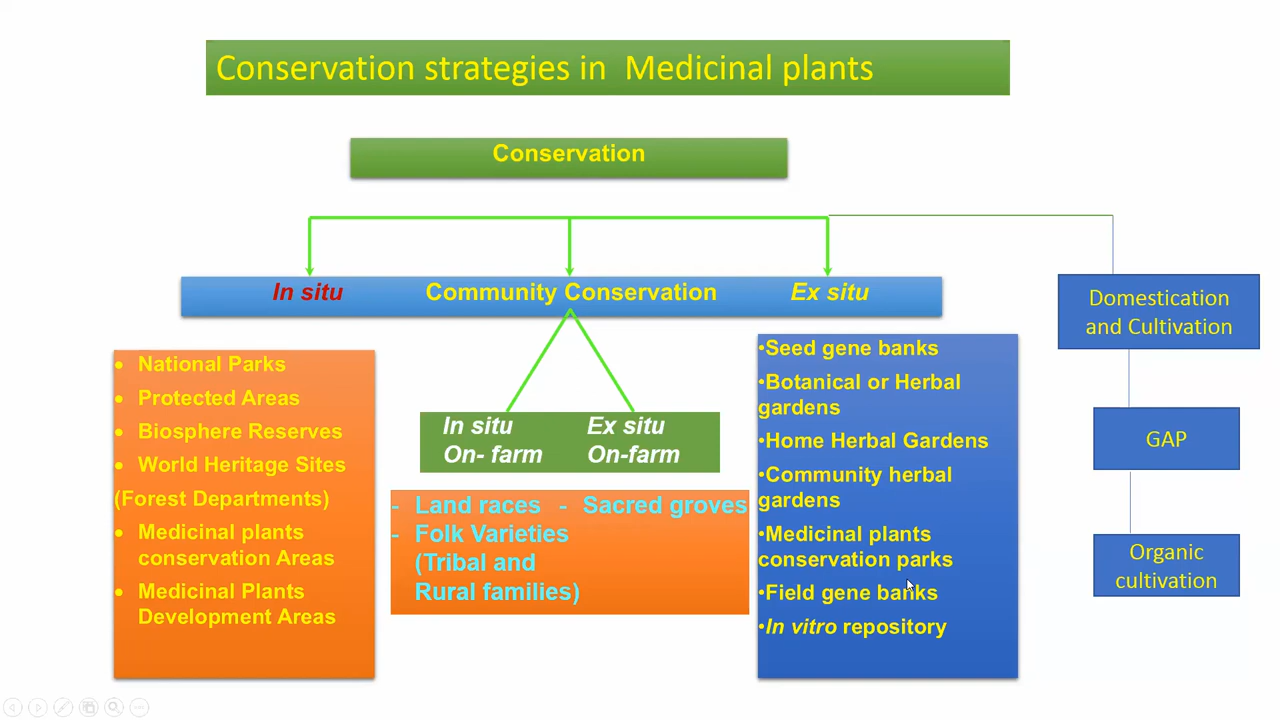 Conservation strategies in Medicinal plants
Conservation
In situ
Community Conservation
Ex situ
• National Parks
• Protected Areas
• Biosphere Reserves
• World Heritage Sites
(Forest Departments)
• Medicinal plants
conservation Areas
• Medicinal Plants
Development Areas
In situ
On- farm
Ex situ
On-farm
- Land races - Sacred groves
- Folk Varieties
(Tribal and
Rural families)
•Seed gene banks
•Botanical or Herbal
gardens
•Home Herbal Gardens
•Community herbal
gardens
•Medicinal plants
conservation parks
•Field gene banks
•In vitro repository
Domestication
and Cultivation
GAP
Organic
cultivation